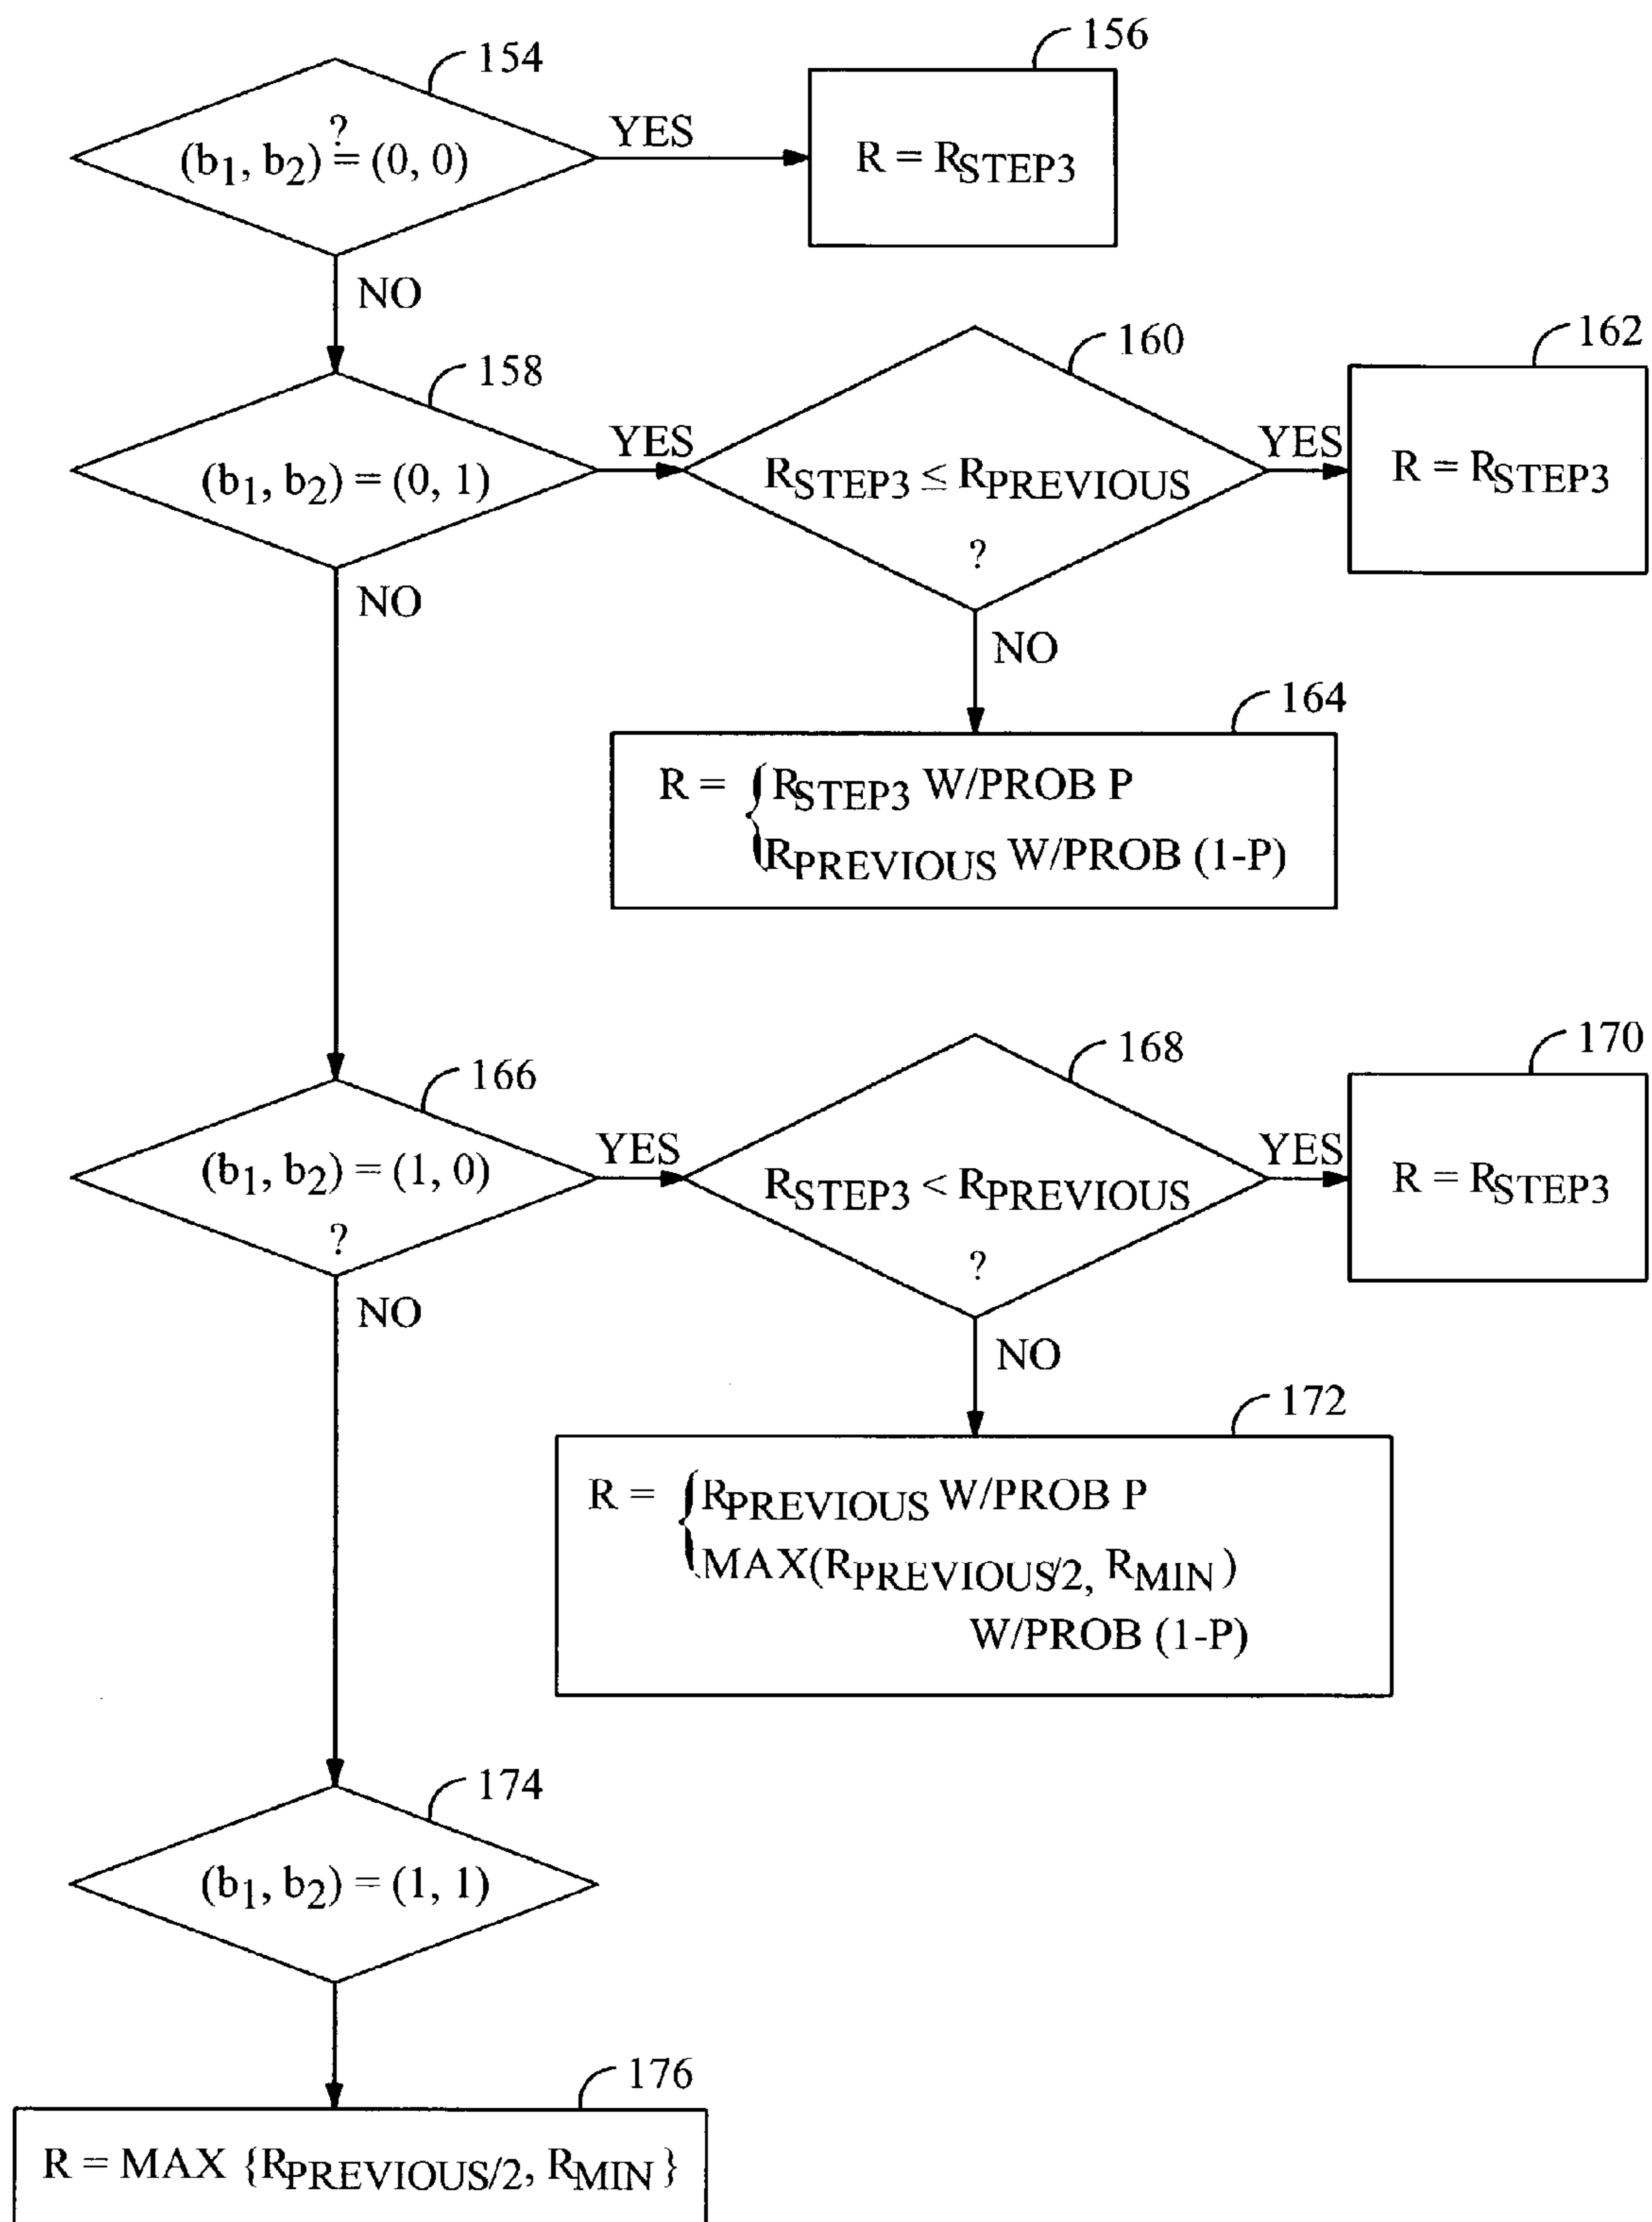 154
?
(b1, b2) = (0, 0)
YES
156
R = RSTEP3
NO
158
(b1, b2) = (0, 1)
YES
160
RSTEP3 ≤ RPREVIOUS
?
YES
162
R = RSTEP3
NO
NO
164
R = { RSTEP3 W/PROB P
RPREVIOUS W/PROB (1-P)
166
(b1, b2) = (1, 0)
?
YES
168
RSTEP3 < RPREVIOUS
?
YES
170
R = RSTEP3
NO
NO
172
R = { RPREVIOUS W/PROB P
MAX(RPREVIOUS/2, RMIN)
W/PROB (1-P)
174
(b1, b2) = (1, 1)
176
R = MAX {RPREVIOUS/2, RMIN}